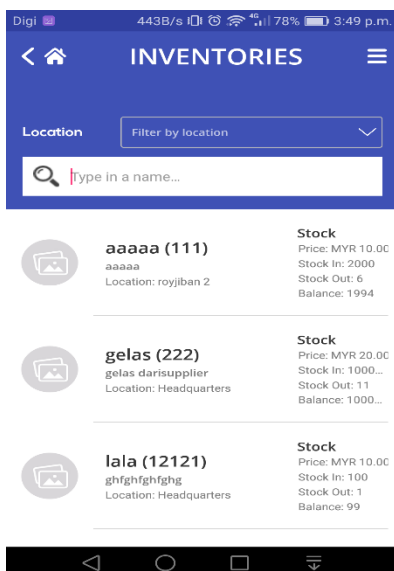 Digi 443B/s 4G 78% 3:49 p.m.
INVENTORIES
Location Filter by location
Type in a name...
aaaaa (111)
aaaaa
Location: royjiban 2
Stock
Price: MYR 10.00
Stock In: 2000
Stock Out: 6
Balance: 1994
gelas (222)
gelas darisupplier
Location: Headquarters
Stock
Price: MYR 20.00
Stock In: 1000...
Stock Out: 11
Balance: 1000...
lala (12121)
ghfghfghfghg
Location: Headquarters
Stock
Price: MYR 10.00
Stock In: 100
Stock Out: 1
Balance: 99